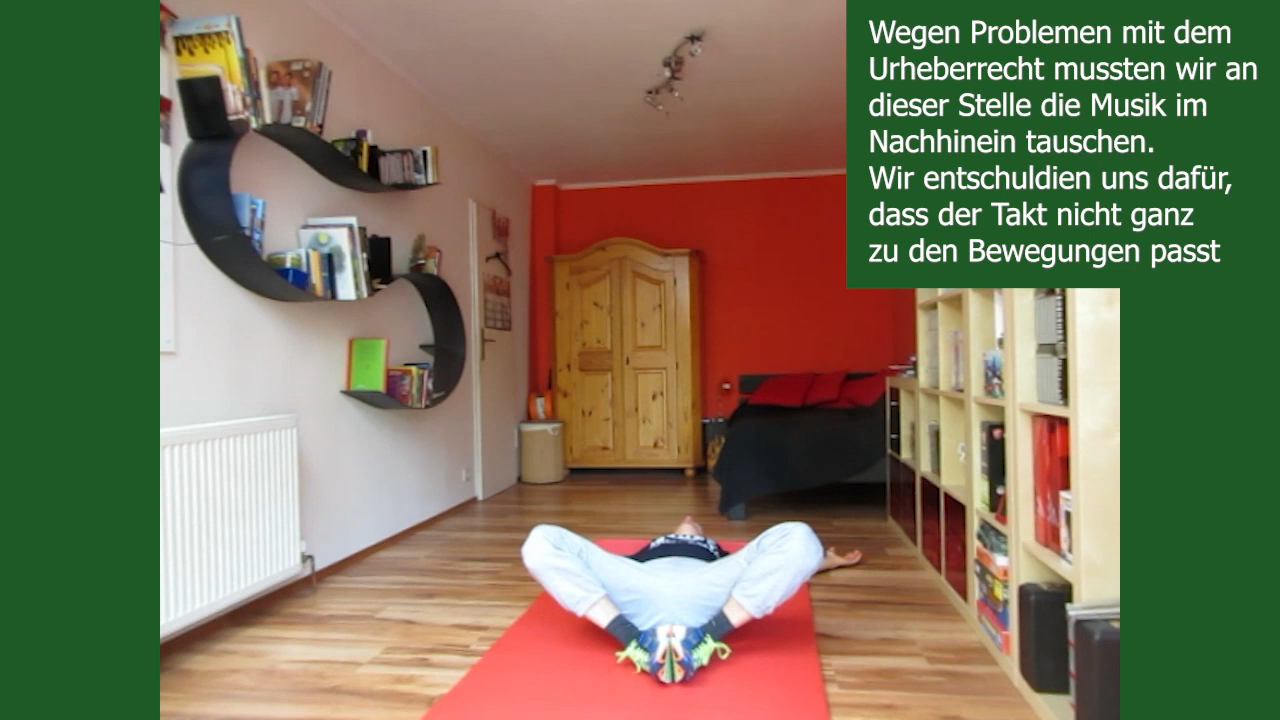 Wegen Problemen mit dem
Urheberrecht mussten wir an
dieser Stelle die Musik im
Nachhinein tauschen.
Wir entschuldien uns dafür,
dass der Takt nicht ganz
zu den Bewegungen passt